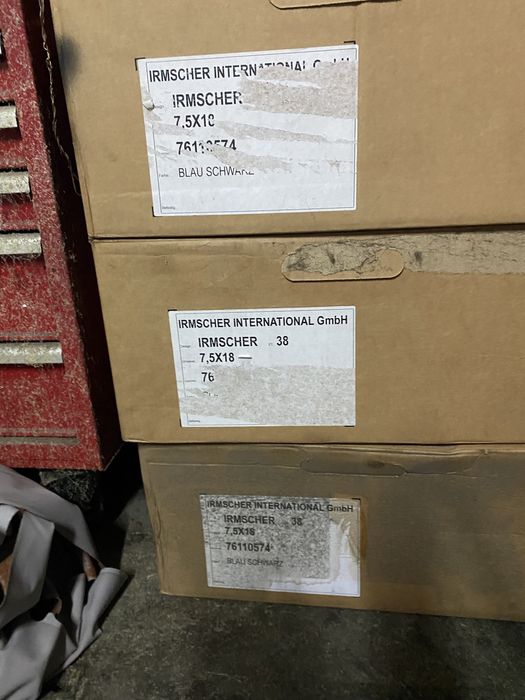 IRMSCHER INTERNATIONAL GmbH
IRMSCHER
7,5X18
76110574
BLAU SCHWARZ
IRMSCHER INTERNATIONAL GmbH
IRMSCHER 38
7,5X18
76
IRMSCHER INTERNATIONAL GmbH
IRMSCHER 38
7,5X18
76110574
BLAU SCHWARZ